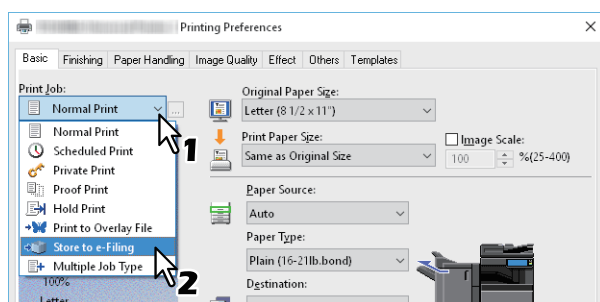 Printing Preferences
Basic Finishing Paper Handling Image Quality Effect Others Templates
Print Job:
Normal Print
1
Normal Print
Scheduled Print
Private Print
Proof Print
Hold Print
Print to Overlay File
Store to e-Filing
Multiple Job Type
2
100%
Letter
Original Paper Size:
Letter (8 1/2 x 11")
Print Paper Size:
Same as Original Size
Image Scale:
100 %(25-400)
Paper Source:
Auto
Paper Type:
Plain (16-21lb.bond)
Destination: